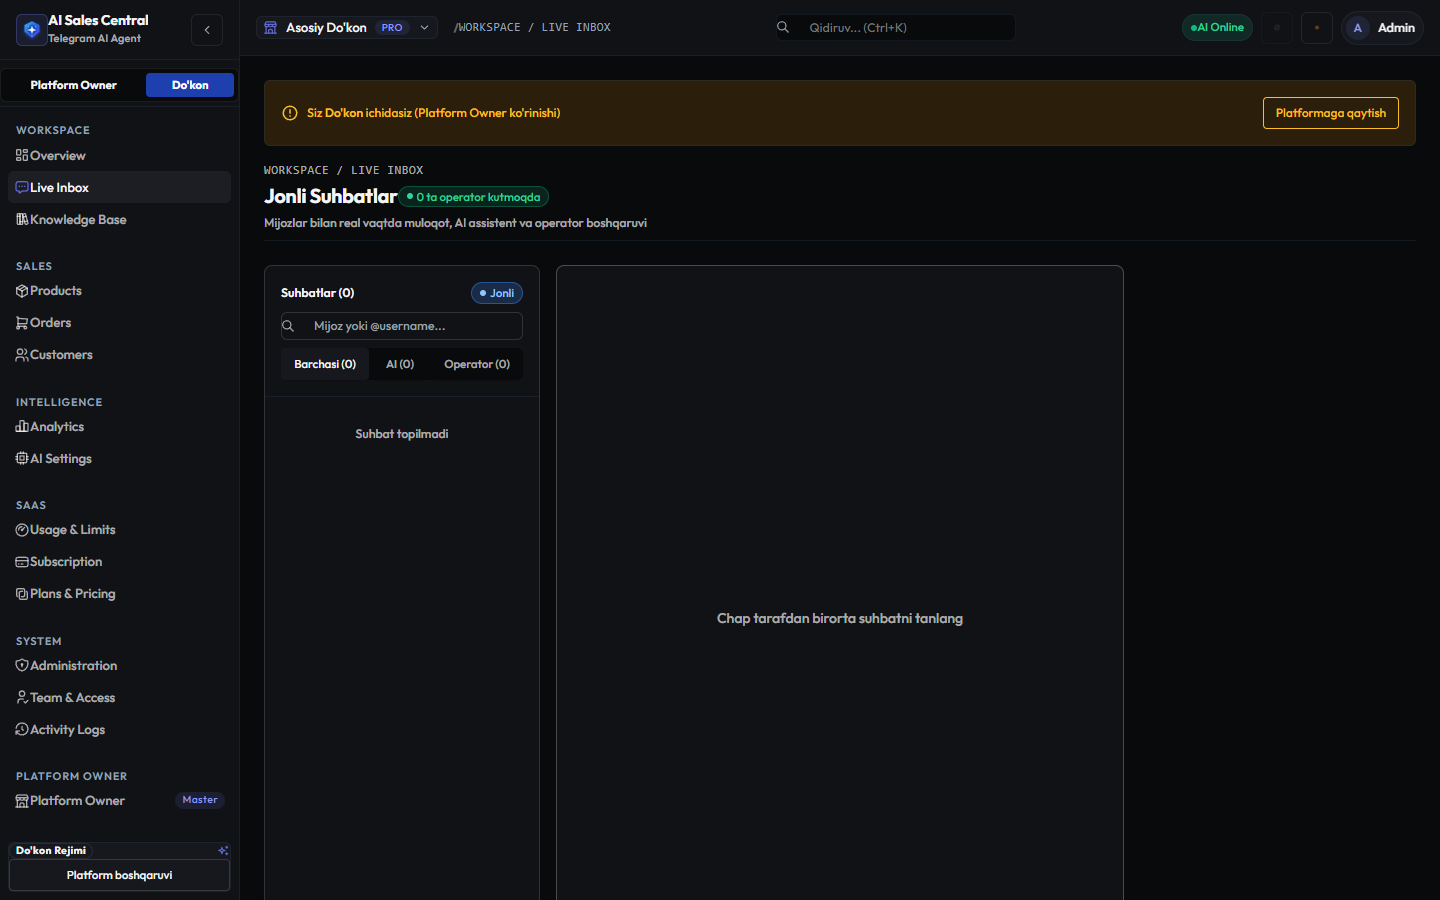 AI Sales Central
Telegram AI Agent
Asosiy Do'kon PRO
/WORKSPACE / LIVE INBOX
Qidiruv... (Ctrl+K)
AI Online
A Admin
Platform Owner
Do'kon
WORKSPACE
Overview
Live Inbox
Knowledge Base
SALES
Products
Orders
Customers
INTELLIGENCE
Analytics
AI Settings
SAAS
Usage & Limits
Subscription
Plans & Pricing
SYSTEM
Administration
Team & Access
Activity Logs
PLATFORM OWNER
Platform Owner Master
Do'kon Rejimi
Platform boshqaruvi
Siz Do'kon ichidasiz (Platform Owner ko'rinishi)
Platformaga qaytish
WORKSPACE / LIVE INBOX
Jonli Suhbatlar 0 ta operator kutmoqda
Mijozlar bilan real vaqtda muloqot, AI assistent va operator boshqaruvi
Suhbatlar (0) Jonli
Mijoz yoki @username...
Barchasi (0) AI (0) Operator (0)
Suhbat topilmadi
Chap tarafdan birorta suhbatni tanlang